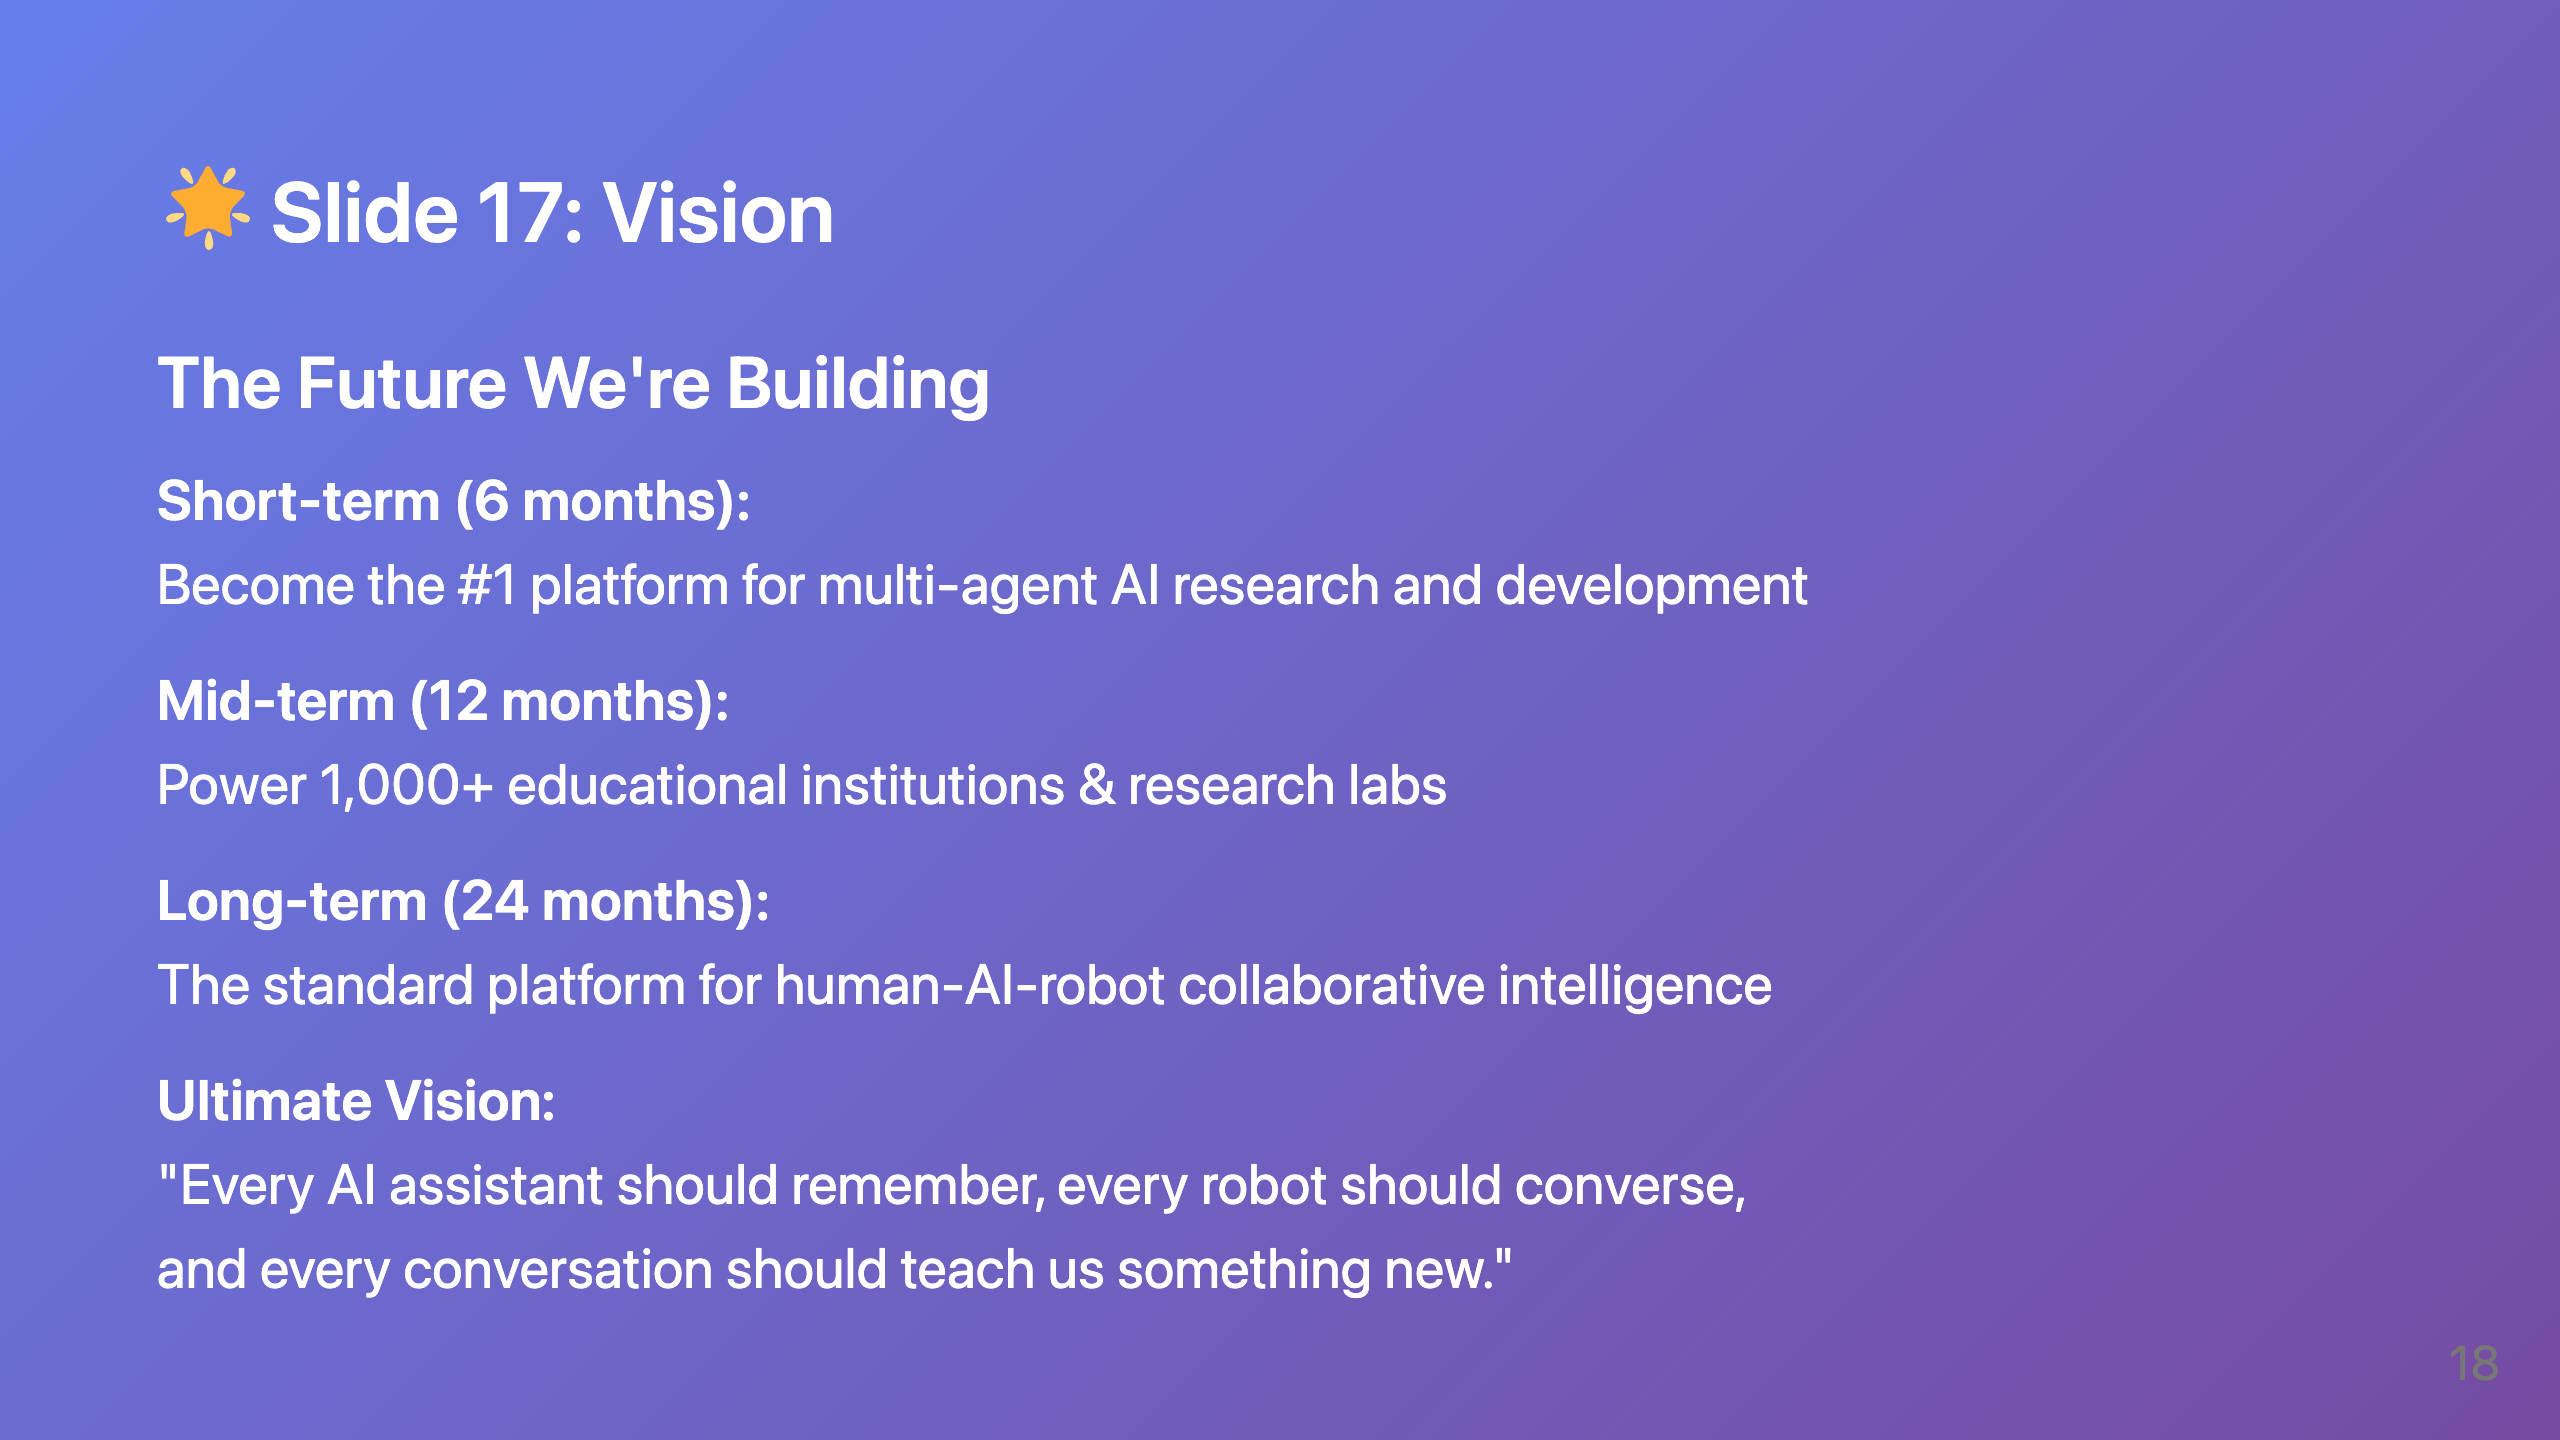 Slide 17: Vision
The Future We're Building
Short-term (6 months):
Become the #1 platform for multi-agent AI research and development
Mid-term (12 months):
Power 1,000+ educational institutions & research labs
Long-term (24 months):
The standard platform for human-AI-robot collaborative intelligence
Ultimate Vision:
"Every AI assistant should remember, every robot should converse,
and every conversation should teach us something new."
18